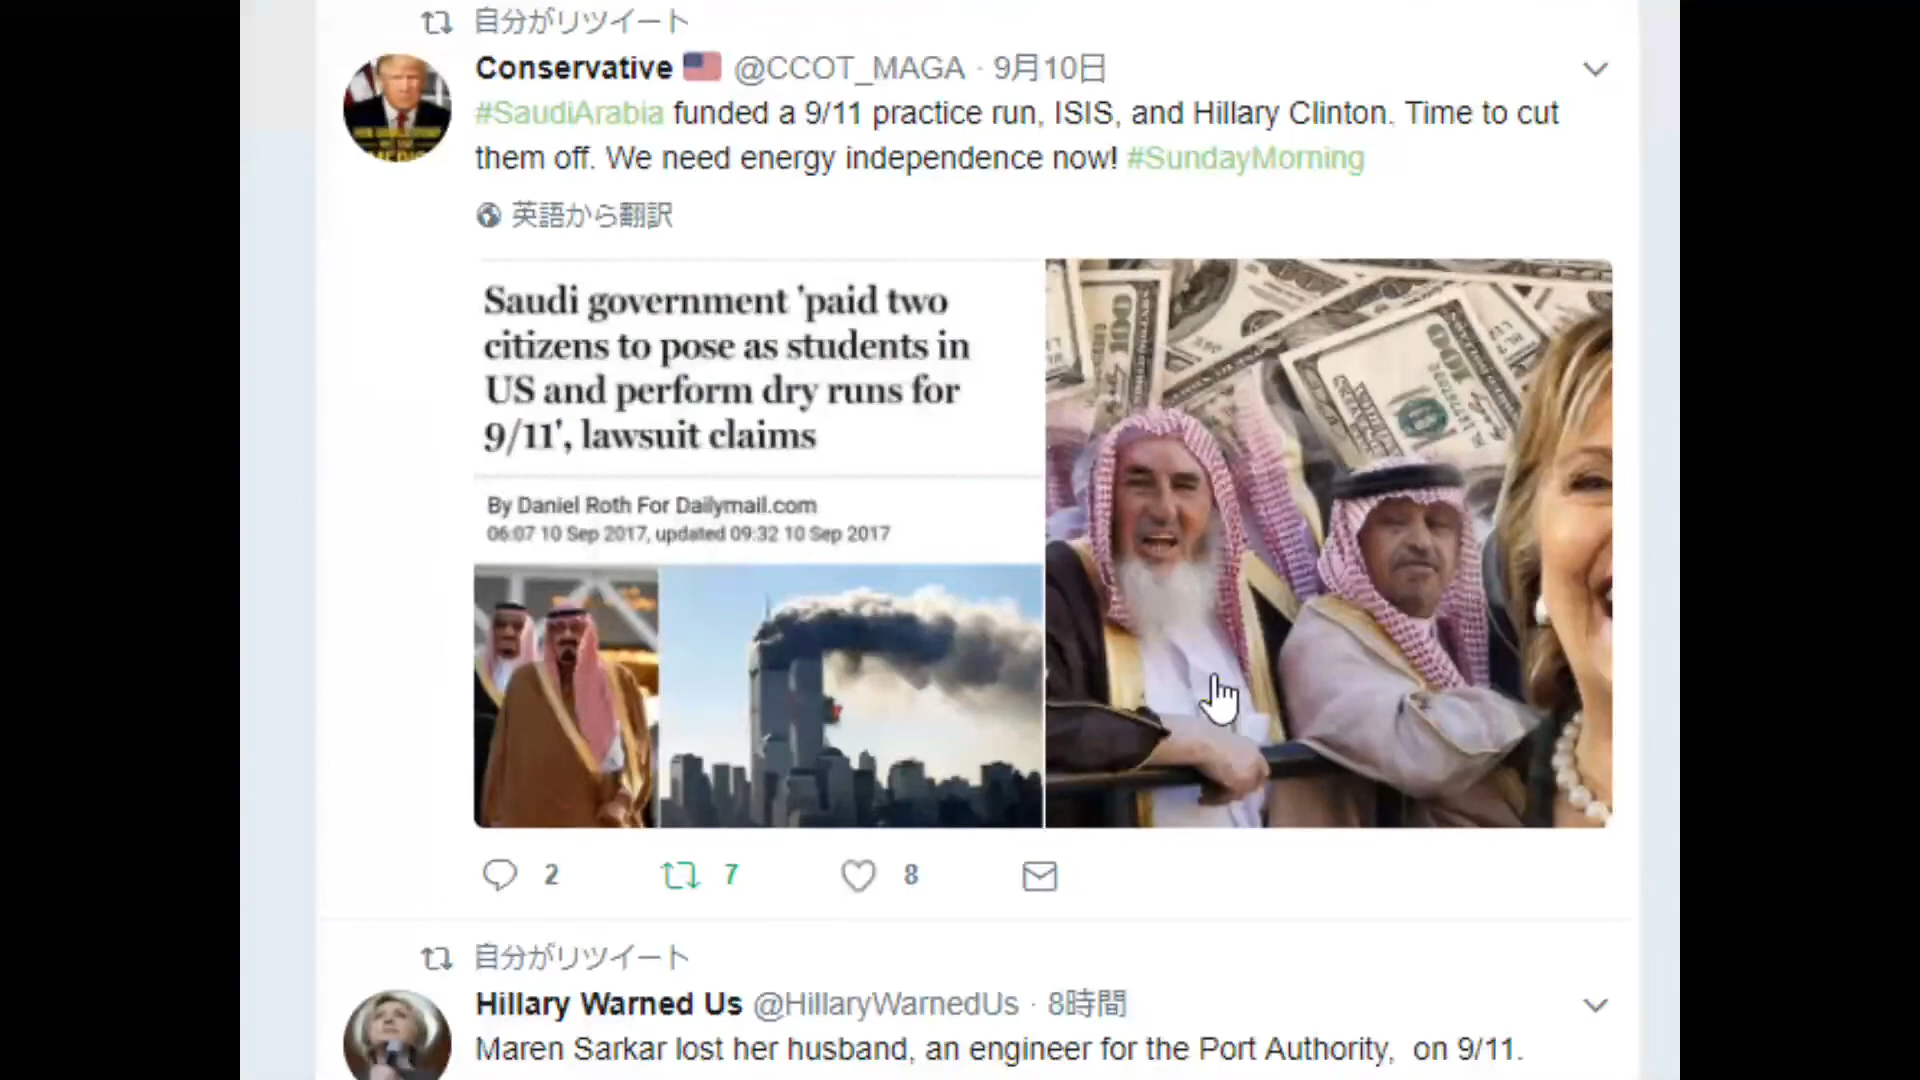 自分がリツイート
Conservative @CCOT_MAGA · 9月10日
#SaudiArabia funded a 9/11 practice run, ISIS, and Hillary Clinton. Time to cut
them off. We need energy independence now! #SundayMorning
英語から翻訳
Saudi government 'paid two
citizens to pose as students in
US and perform dry runs for
9/11', lawsuit claims
By Daniel Roth For Dailymail.com
06:07 10 Sep 2017, updated 09:32 10 Sep 2017
100
100
2 7 8
自分がリツイート
Hillary Warned Us @HillaryWarnedUs · 8時間
Maren Sarkar lost her husband, an engineer for the Port Authority, on 9/11.